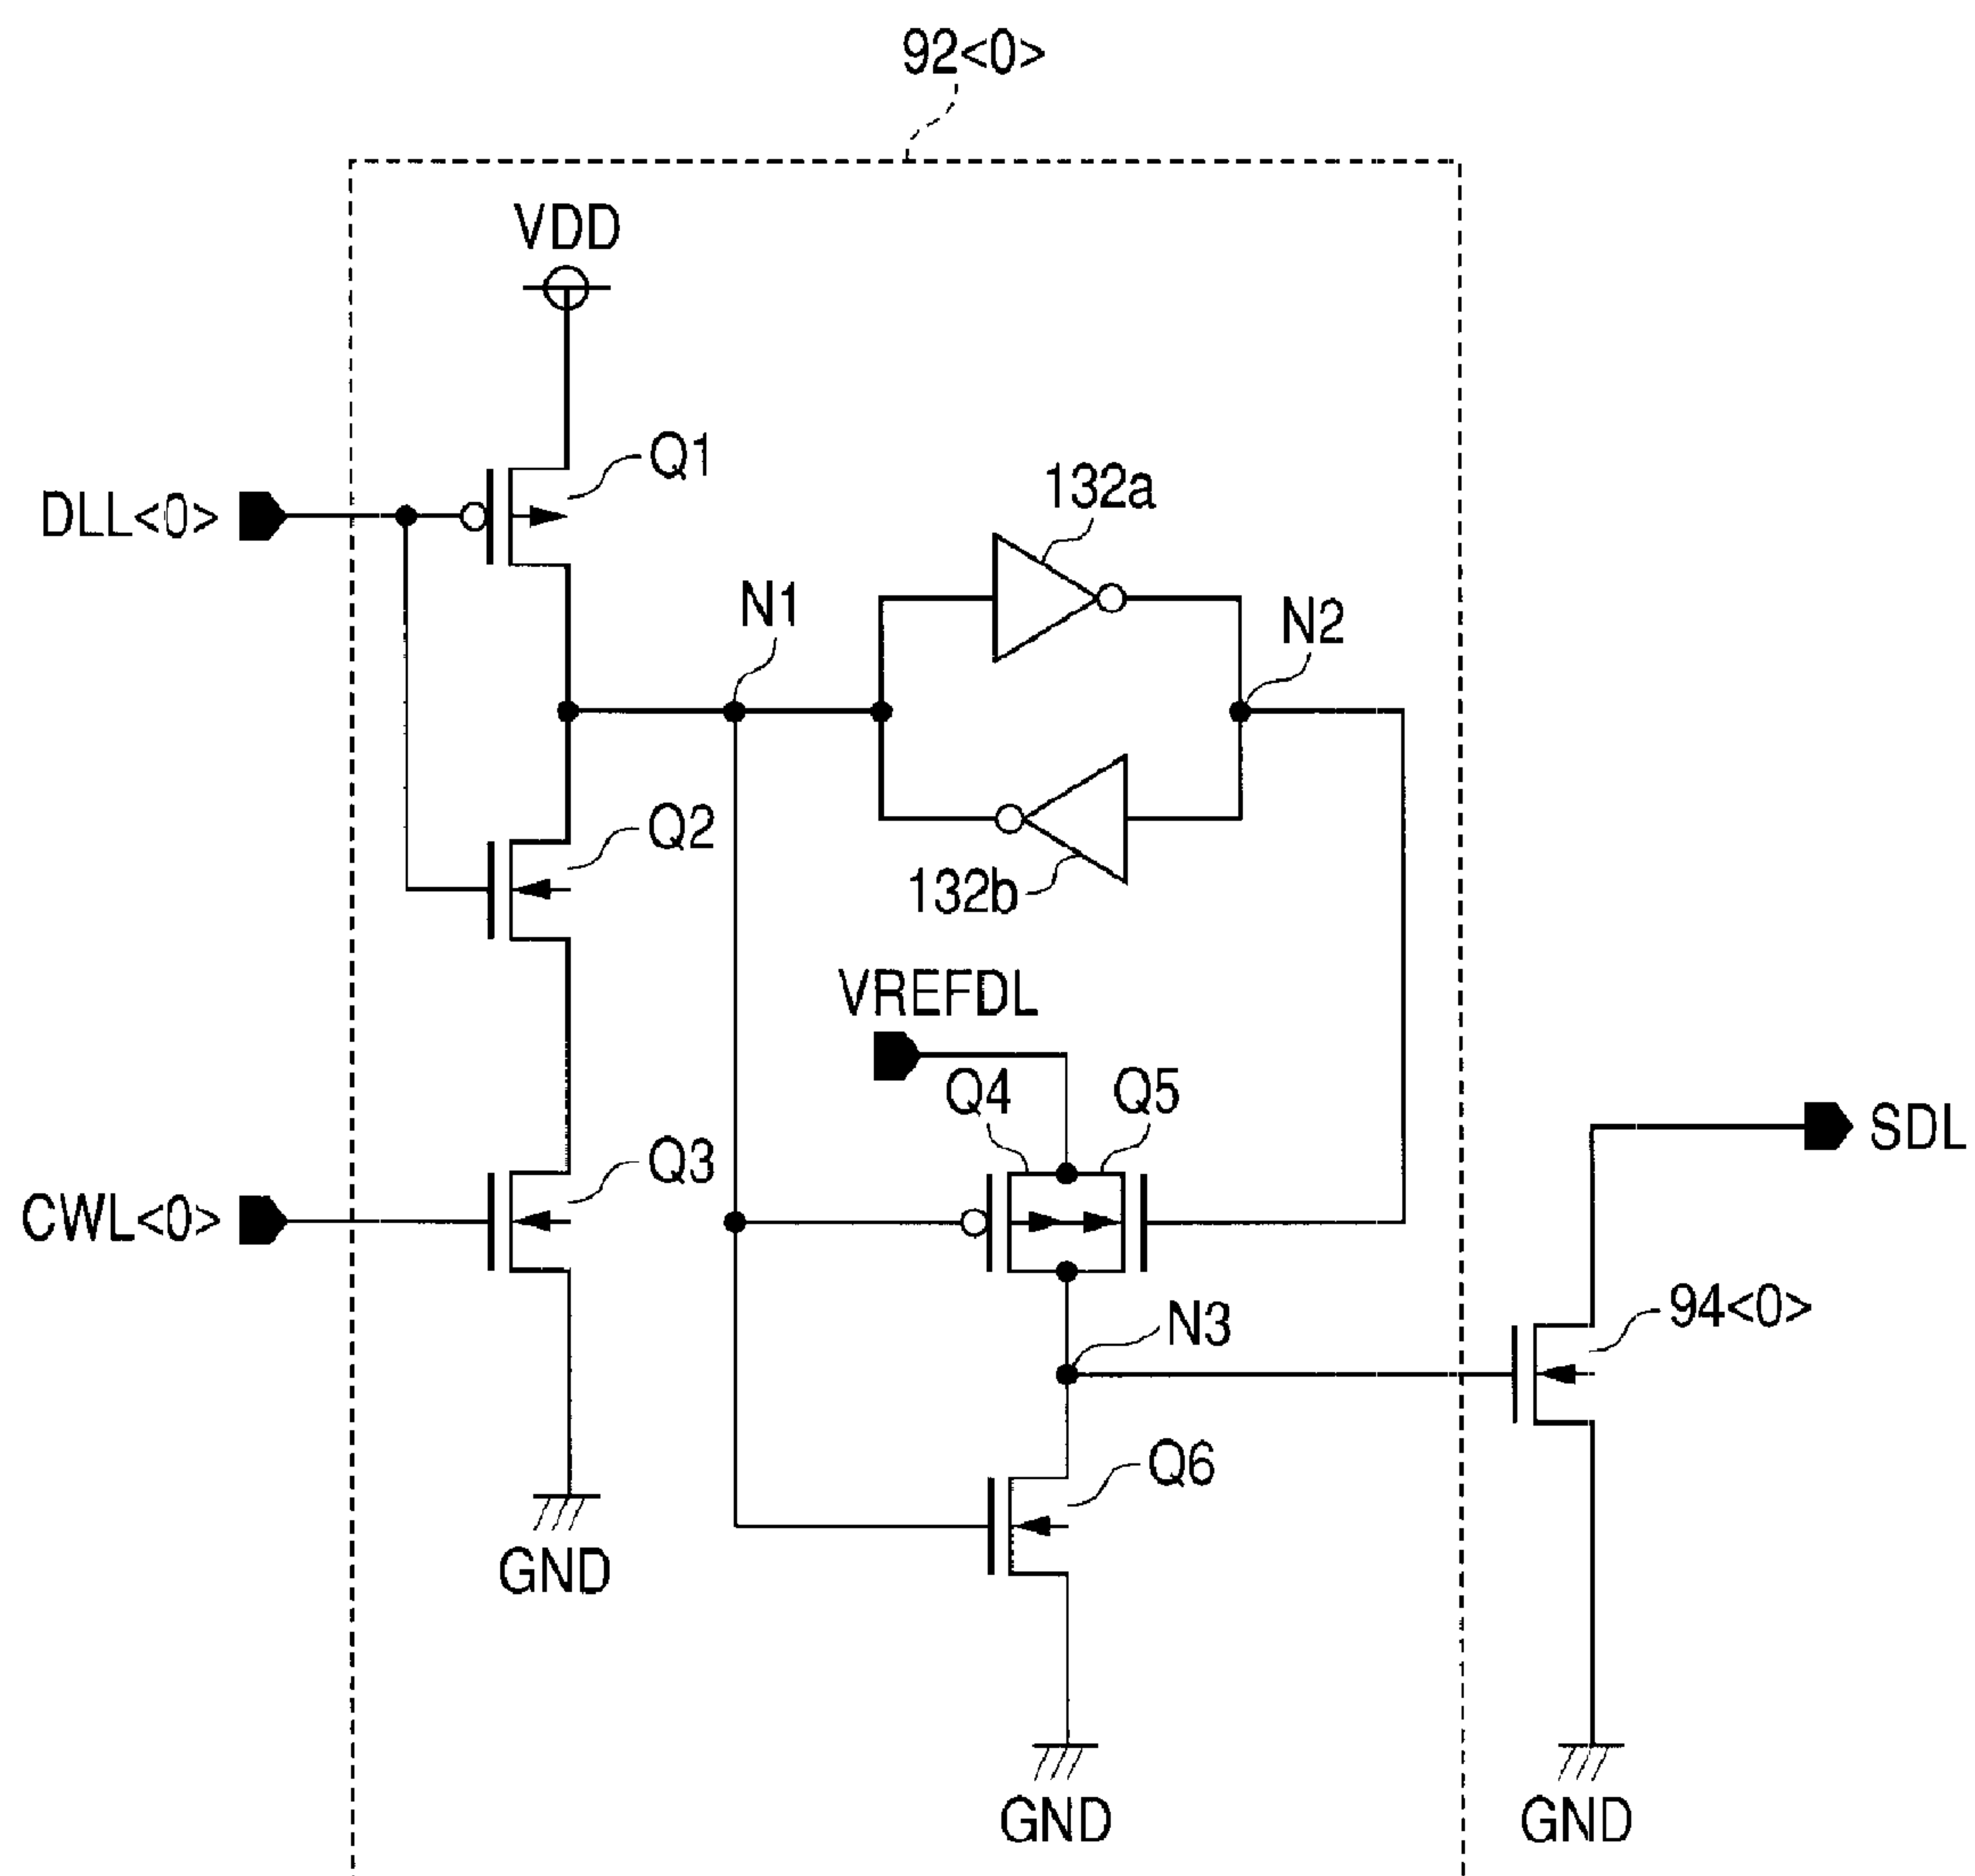 92<0>
VDD
Q1
132a
DLL<0>
N1
N2
Q2
132b
VREFDL
Q4
Q5
SDL
Q3
CWL<0>
94<0>
N3
Q6
GND
GND
GND